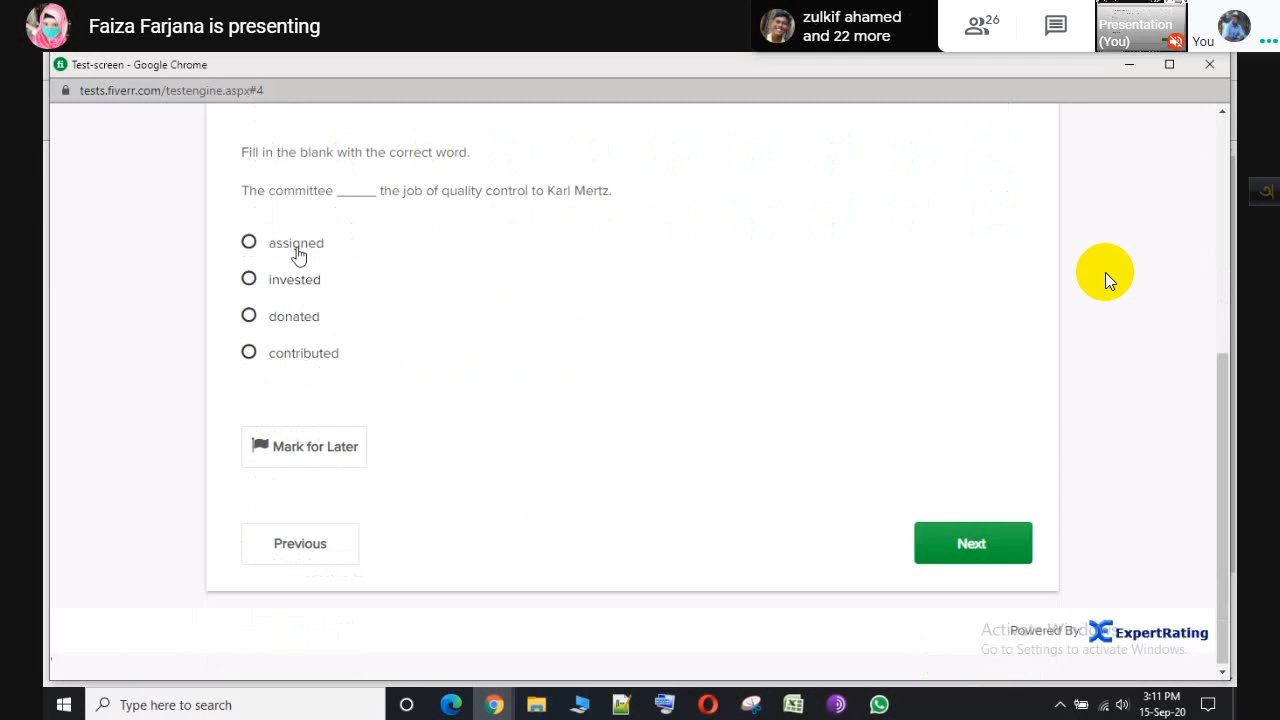 Faiza Farjana is presenting
zulkif ahamed
and 22 more
26
Presentation
(You)
You
Test-screen - Google Chrome
tests.fiverr.com/testengine.aspx#4
Fill in the blank with the correct word.
The committee ______ the job of quality control to Karl Mertz.
assigned
invested
donated
contributed
Mark for Later
Previous
Next
Activate Windows
Powered By:
ExpertRating
Go to Settings to activate Windows.
Type here to search
3:11 PM
15-Sep-20